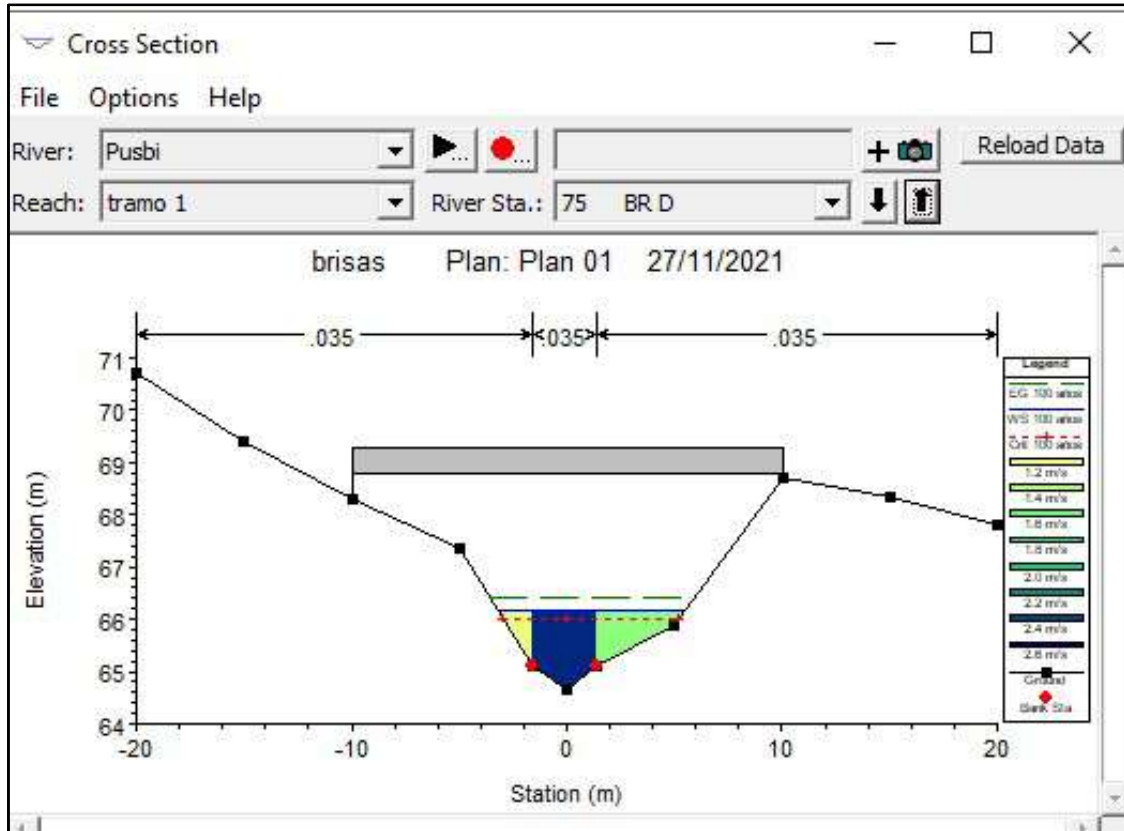 Cross Section
File Options Help
River: Pusbi ... ... + Reload Data
Reach: tramo 1 River Sta.: 75 BR D
brisas Plan: Plan 01 27/11/2021
.035 .035 .035
Elevation (m)
71
70
69
68
67
66
65
64
-20 -10 0 10 20
Station (m)
Legend
EG 100 años
WS 100 años
Crit 100 años
1.2 m/s
1.4 m/s
1.6 m/s
1.8 m/s
2.0 m/s
2.2 m/s
2.4 m/s
2.6 m/s
Ground
Bank Sta